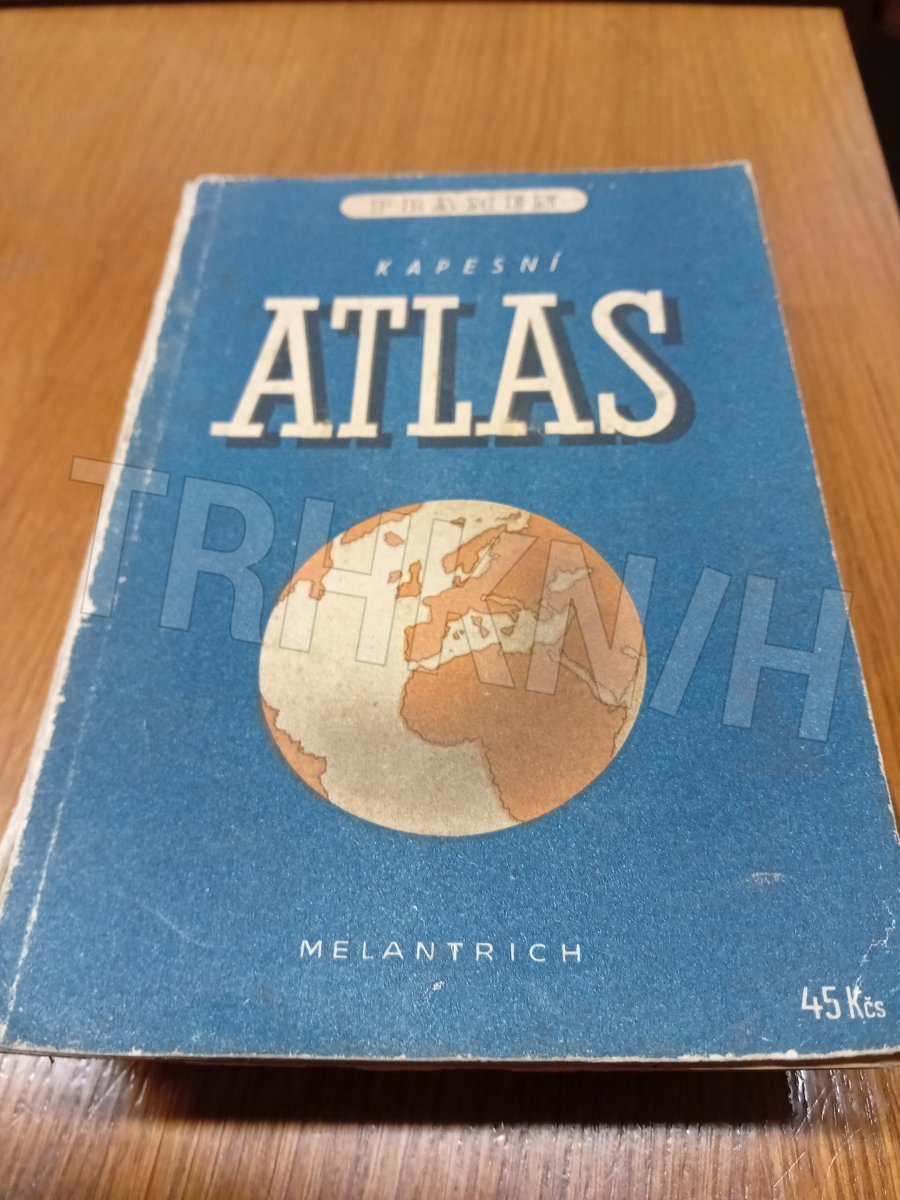 PRAMEN
KAPESNÍ
ATLAS
TRHKNIH
MELANTRICH
45 Kčs